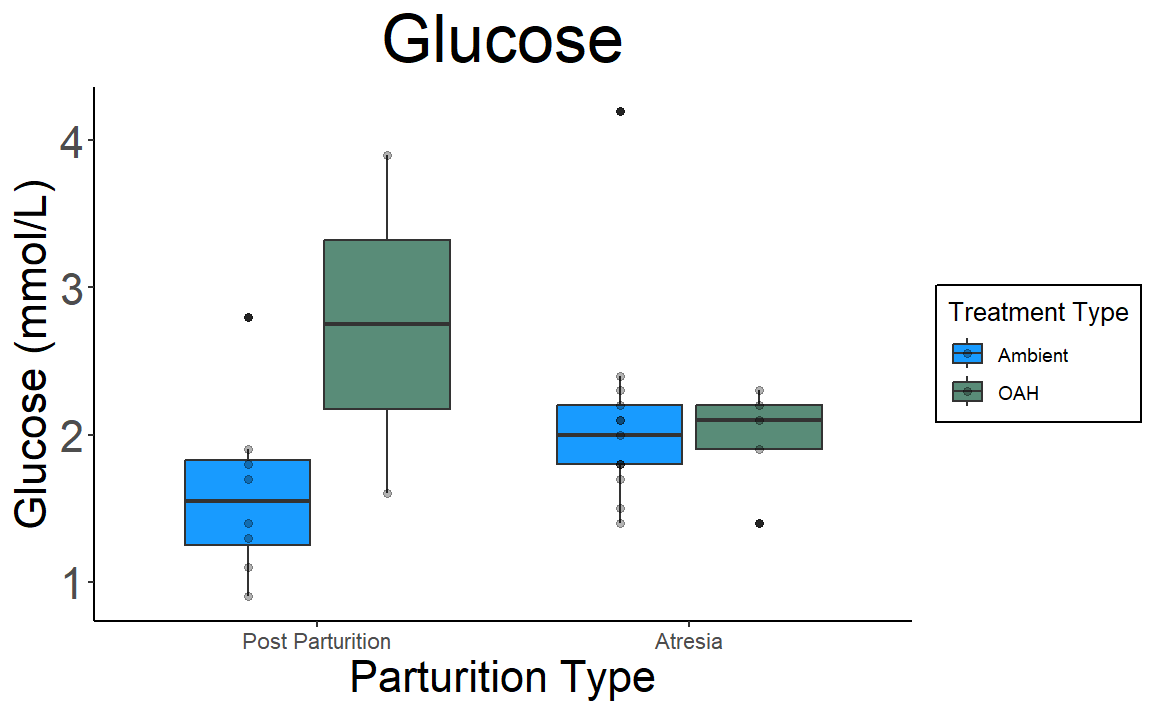 Glucose
Glucose (mmol/L)
4
3
2
1
Post Parturition
Atresia
Parturition Type
Treatment Type
Ambient
OAH